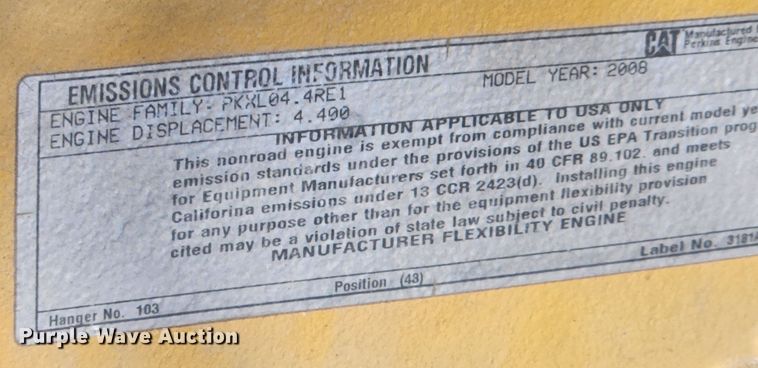 CAT Manufactured
Perkins Engine
EMISSIONS CONTROL INFORMATION
ENGINE FAMILY: PKXL04.4RE1 MODEL YEAR: 2008
ENGINE DISPLACEMENT: 4.400
INFORMATION APPLICABLE TO USA ONLY
This nonroad engine is exempt from compliance with current model ye
emission standards under the provisions of the US EPA Transition prog
for Equipment Manufacturers set forth in 40 CFR 89.102. and meets
Califorina emissions under 13 CCR 2423(d). Installing this engine
for any purpose other than for the equipment flexibility provision
cited may be a violation of state law subject to civil penalty.
MANUFACTURER FLEXIBILITY ENGINE
Hanger No. 103 Position (43) Label No. 3181A
Purple Wave Auction